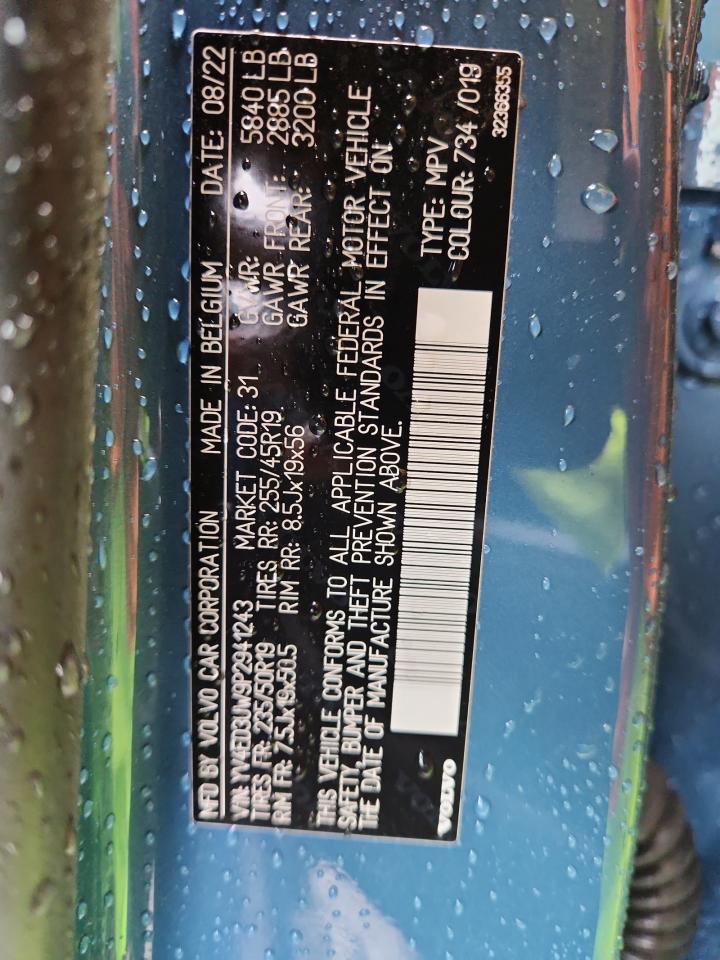 MFD BY VOLVO CAR CORPORATION MADE IN BELGIUM DATE: 08/22
VIN: YV4ED3UW9P2941243 MARKET CODE: 31 GVWR: 5840 LB
TIRES FR: 235/50R19 TIRES RR: 255/45R19 GAWR FRONT: 2885 LB
RIM FR: 7.5Jx19x50.5 RIM RR: 8.5Jx19x56 GAWR REAR: 3200 LB
THIS VEHICLE CONFORMS TO ALL APPLICABLE FEDERAL MOTOR VEHICLE
SAFETY, BUMPER AND THEFT PREVENTION STANDARDS IN EFFECT ON
THE DATE OF MANUFACTURE SHOWN ABOVE.
TYPE: MPV
COLOUR: 734 /019
VOLVO
32366355